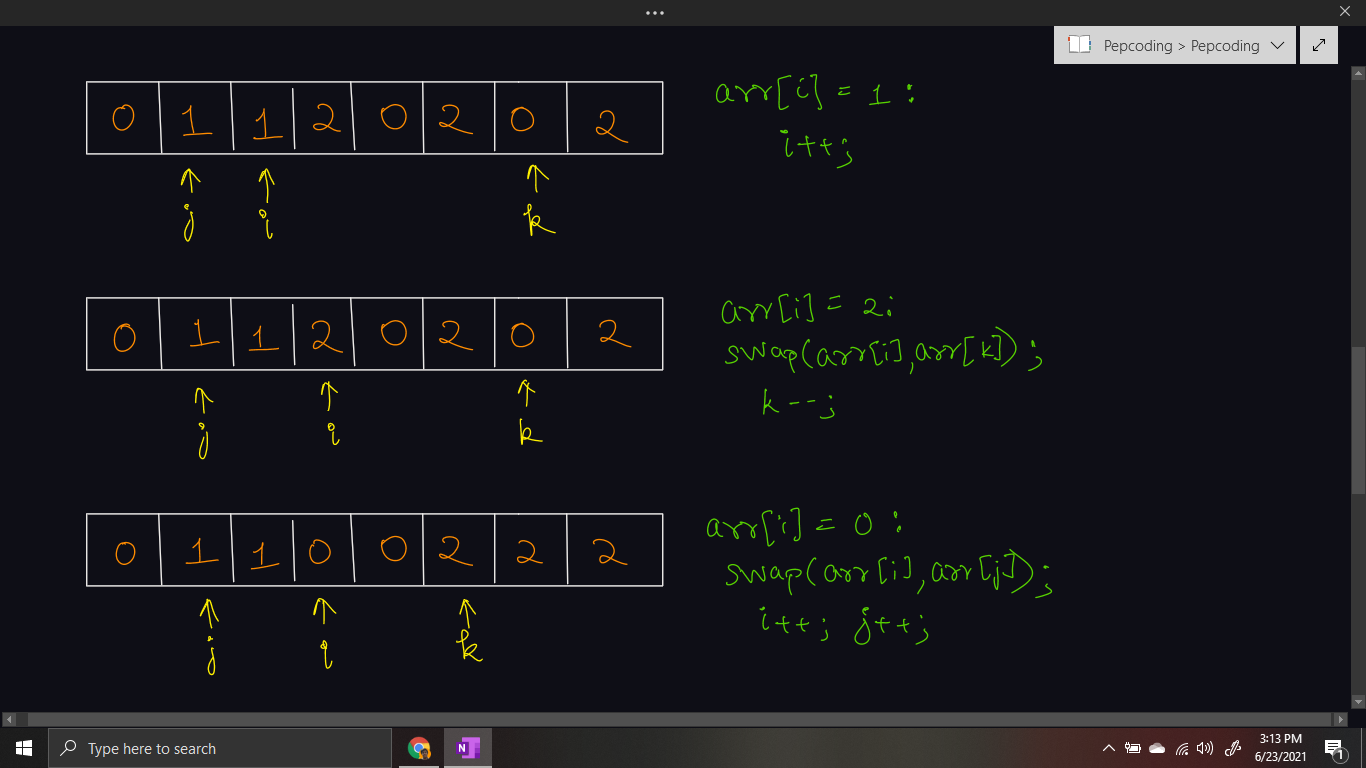 Pepcoding > Pepcoding
0 1 1 2 0 2 0 2
j i k
arr[i] = 1 :
i++;
0 1 1 2 0 2 0 2
j i k
arr[i] = 2:
swap(arr[i],arr[k]);
k--;
0 1 1 0 0 2 2 2
j i k
arr[i] = 0 :
swap(arr[i],arr[j]);
i++; j++;
Type here to search
N
3:13 PM
6/23/2021
1